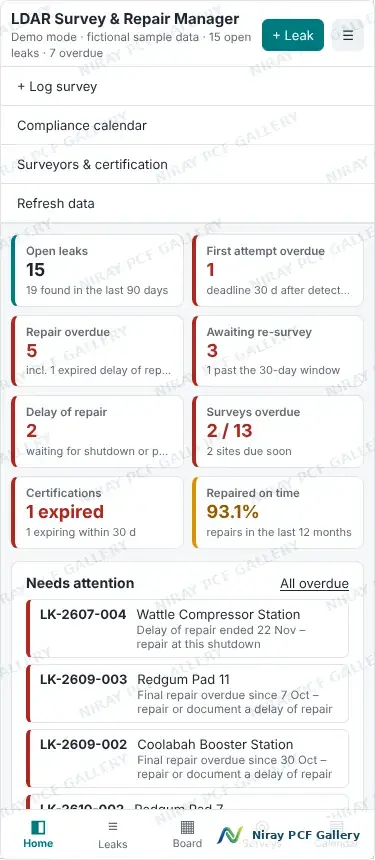 LDAR Survey & Repair Manager
Demo mode · fictional sample data · 15 open
leaks · 7 overdue
+ Leak
☰
+ Log survey
Compliance calendar
Surveyors & certification
Refresh data
Open leaks
15
19 found in the last 90 days
First attempt overdue
1
deadline 30 d after detect...
Repair overdue
5
incl. 1 expired delay of rep...
Awaiting re-survey
3
1 past the 30-day window
Delay of repair
2
waiting for shutdown or p...
Surveys overdue
2 / 13
2 sites due soon
Certifications
1 expired
1 expiring within 30 d
Repaired on time
93.1%
repairs in the last 12 months
Needs attention
All overdue
LK-2607-004 Wattle Compressor Station
Delay of repair ended 22 Nov –
repair at this shutdown
LK-2609-003 Redgum Pad 11
Final repair overdue since 7 Oct –
repair or document a delay of repair
LK-2609-002 Coolabah Booster Station
Final repair overdue since 30 Oct –
repair or document a delay of repair
LK-2610-002 Redgum Pad 7
Home
Leaks
Board
Surveys
Calendar
Niray PCF Gallery
NIRAY PCF GALLERY